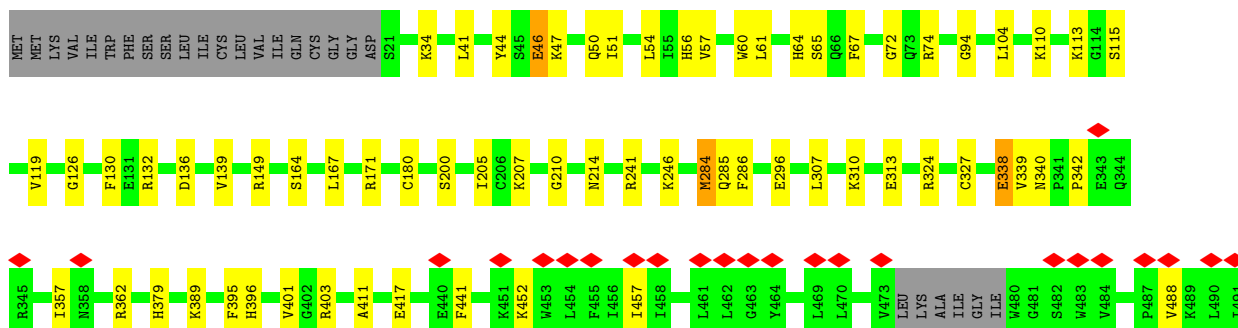 MET MET LYS VAL ILE TRP PHE SER SER LEU ILE CYS LEU VAL ILE GLN CYS GLY GLY ASP S21 K34 L41 Y44 S45 E46 K47 Q50 I51 L54 I55 H56 V57 W60 L61 H64 S65 Q66 F67 G72 Q73 R74 G94 L104 K110 K113 G114 S115
V119 G126 F130 E131 R132 D136 V139 R149 S164 L167 R171 C180 S200 I205 C206 K207 G210 N214 R241 K246 M284 Q285 F286 E296 L307 K310 E313 R324 C327 E338 V339 N340 P341 P342 E343 Q344
R345 I357 N358 R362 H379 K389 F395 H396 V401 G402 R403 A411 E417 E440 F441 K451 K452 W453 L454 F455 I456 I457 I458 L461 L462 G463 Y464 L469 L470 V473 LEU LYS ALA ILE GLY ILE W480 G481 S482 W483 V484 P487 V488 K489 L490